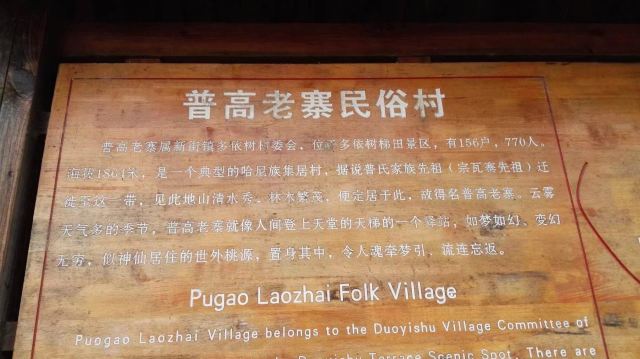 普高老寨民俗村
普高老寨属新街镇多依树村委会，位于多依树梯田景区，有156户，770人。
海拔1804米，是一个典型的哈尼族集居村，据说普氏家族先祖（宗瓦寨先祖）迁
徙至这一带，见此地山清水秀、林木繁茂，便定居于此，故得名普高老寨。云雾
天气多的季节，普高老寨就像人间登上天堂的天梯的一个驿站，如梦如幻、变幻
无穷，似神仙居住的世外桃源，置身其中，令人魂牵梦引、流连忘返。
Pugao Laozhai Folk Village
Puogao Laozhai Village belongs to the Duoyishu Village Committee of
Duoyishu Terrace Scenic Spot. There are